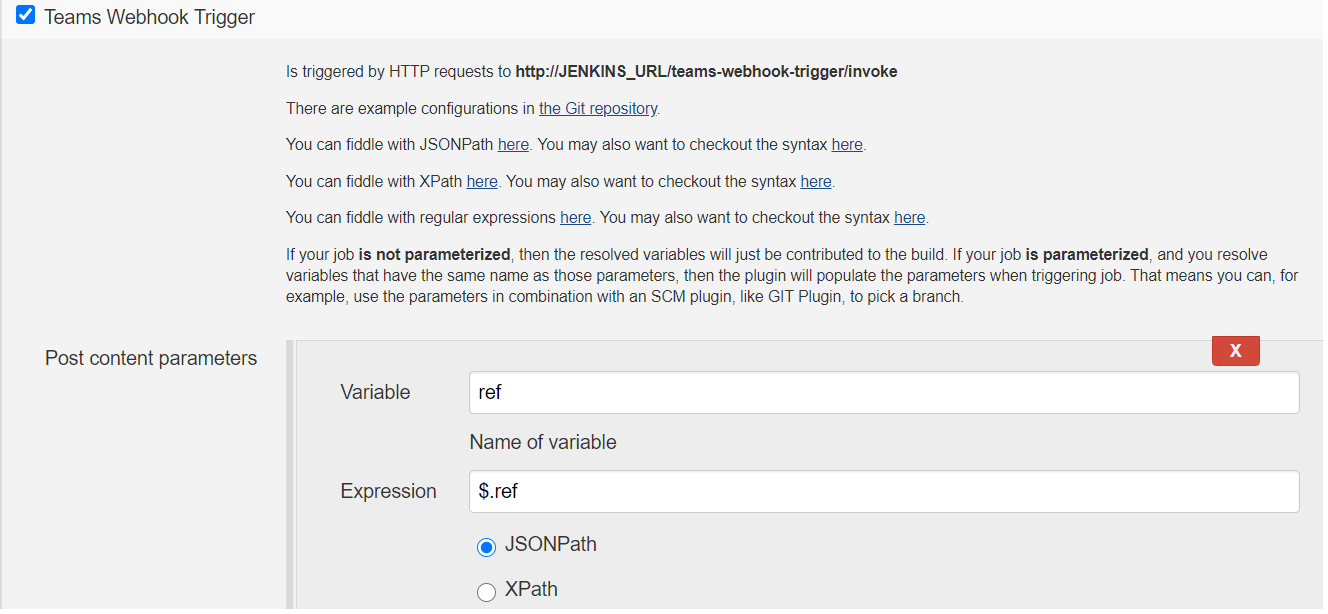 Teams Webhook Trigger
Is triggered by HTTP requests to http://JENKINS_URL/teams-webhook-trigger/invoke
There are example configurations in the Git repository.
You can fiddle with JSONPath here. You may also want to checkout the syntax here.
You can fiddle with XPath here. You may also want to checkout the syntax here.
You can fiddle with regular expressions here. You may also want to checkout the syntax here.
If your job is not parameterized, then the resolved variables will just be contributed to the build. If your job is parameterized, and you resolve
variables that have the same name as those parameters, then the plugin will populate the parameters when triggering job. That means you can, for
example, use the parameters in combination with an SCM plugin, like GIT Plugin, to pick a branch.
Post content parameters
X
Variable
ref
Name of variable
Expression
$.ref
JSONPath
XPath